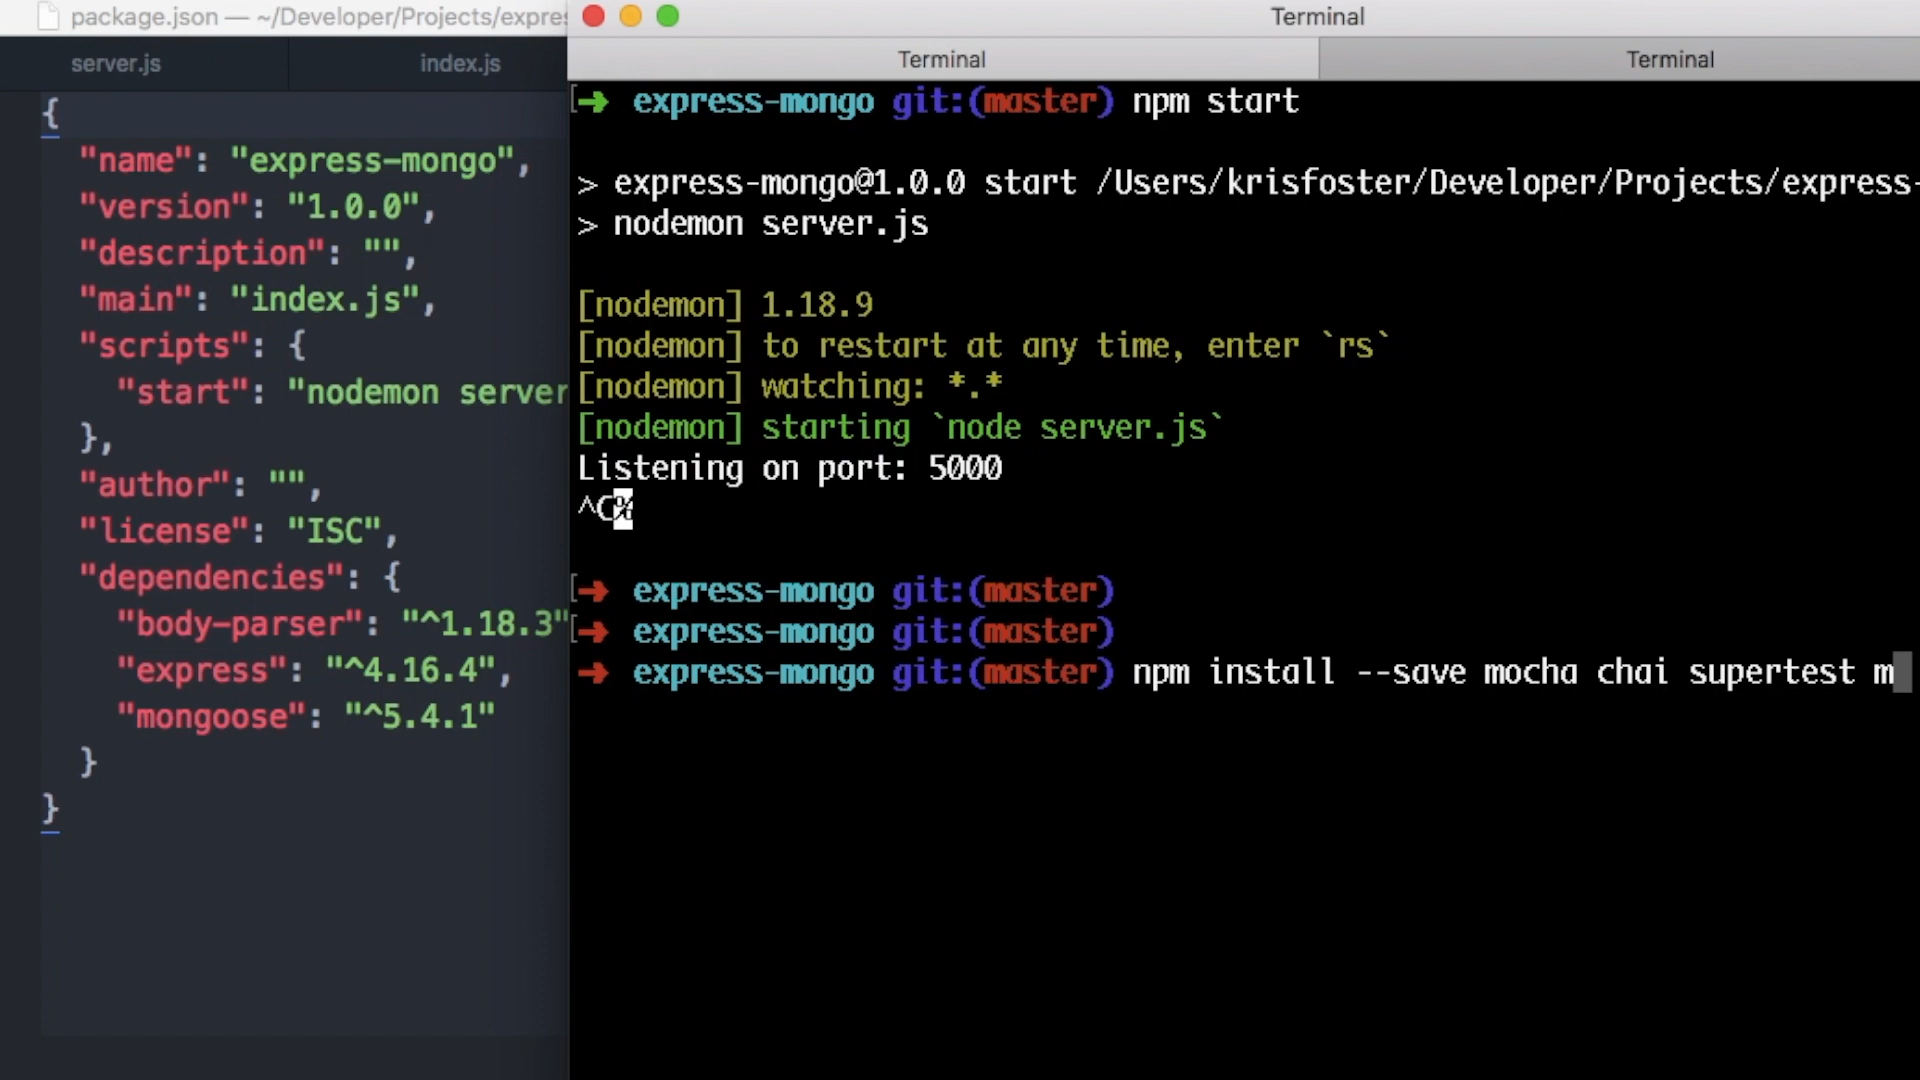 package.json — ~/Developer/Projects/expres
server.js
index.js
{
"name": "express-mongo",
"version": "1.0.0",
"description": "",
"main": "index.js",
"scripts": {
"start": "nodemon server
},
"author": "",
"license": "ISC",
"dependencies": {
"body-parser": "^1.18.3"
"express": "^4.16.4",
"mongoose": "^5.4.1"
}
}
Terminal
Terminal
Terminal
[➜ express-mongo git:(master) npm start
> express-mongo@1.0.0 start /Users/krisfoster/Developer/Projects/express-
> nodemon server.js
[nodemon] 1.18.9
[nodemon] to restart at any time, enter `rs`
[nodemon] watching: *.*
[nodemon] starting `node server.js`
Listening on port: 5000
^C%
[➜ express-mongo git:(master)
[➜ express-mongo git:(master)
➜ express-mongo git:(master) npm install --save mocha chai supertest m